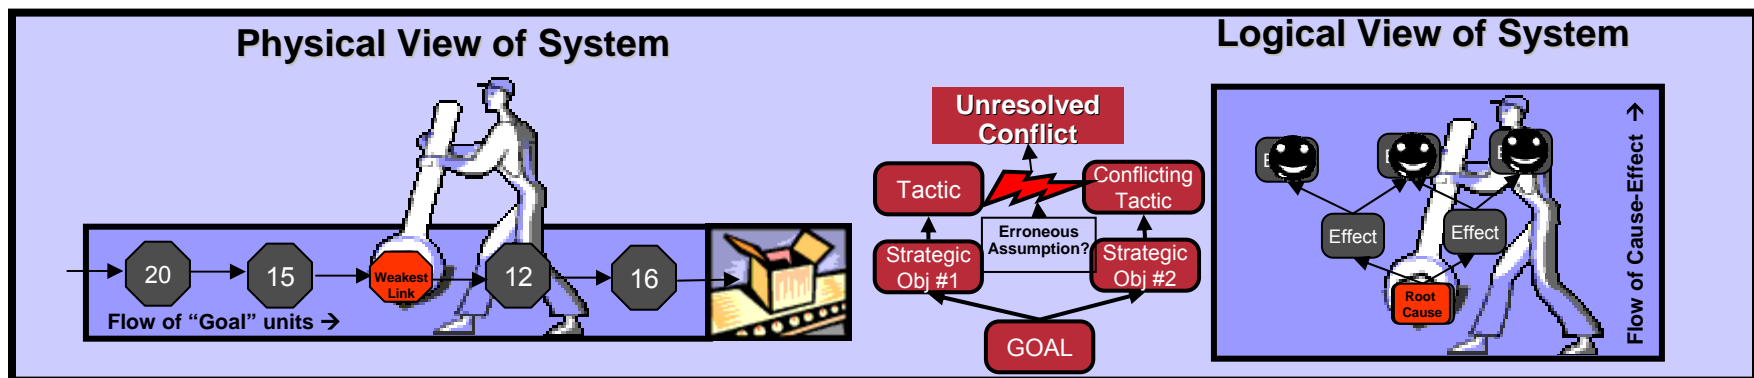 Physical View of System
20
15
Weakest
Link
12
16
Flow of “Goal” units →
Unresolved
Conflict
Tactic
Conflicting
Tactic
Erroneous
Assumption?
Strategic
Obj #1
Strategic
Obj #2
GOAL
Logical View of System
E
E
E
Effect
Effect
Root
Cause
Flow of Cause-Effect →